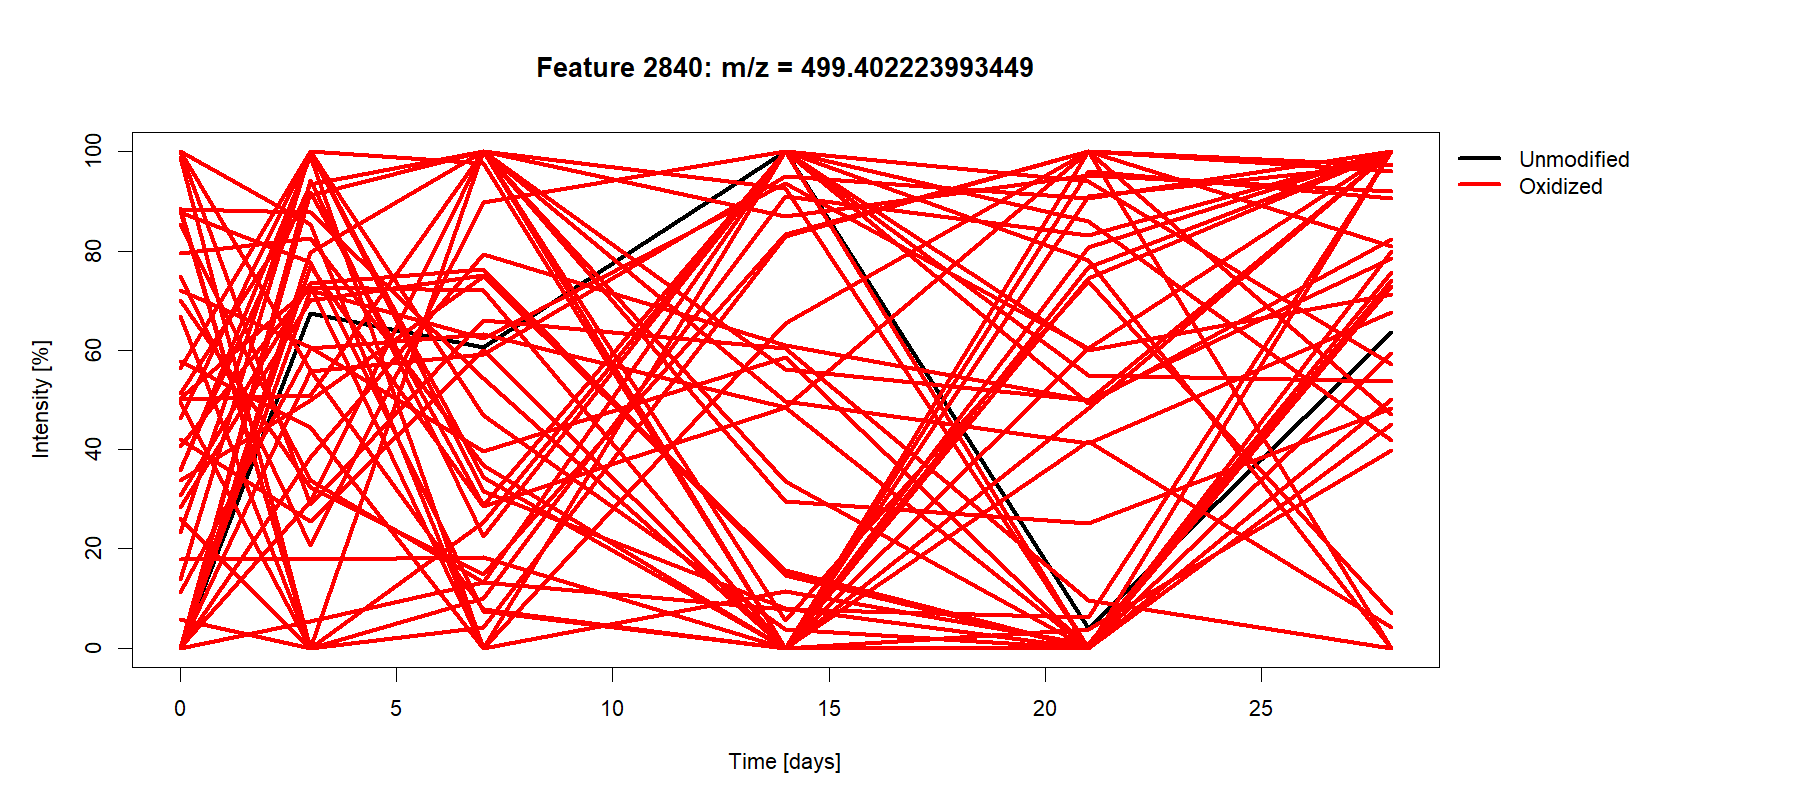 Feature 2840: m/z = 499.402223993449
Unmodified
Oxidized
Intensity [%]
100
80
60
40
20
0
0 5 10 15 20 25
Time [days]